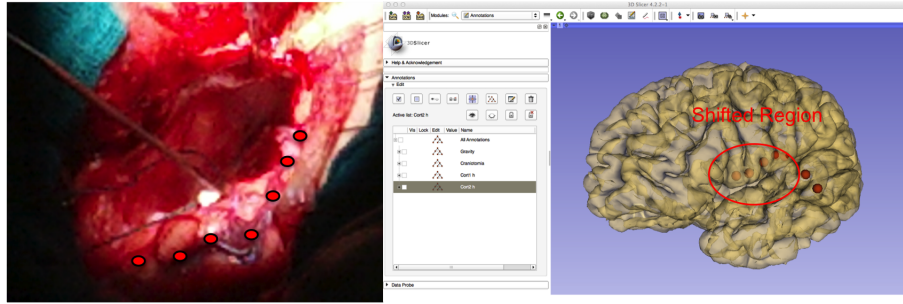 3D Slicer 4.2.2-1
Modules: Annotations
3DSlicer
Help & Acknowledgement
Annotations
Edit
Active list: Cort2 h
Vis Lock Edit Value Name
All Annotations
Gravity
Craniotomia
Cort1 h
Cort2 h
Data Probe
1
Shifted Region